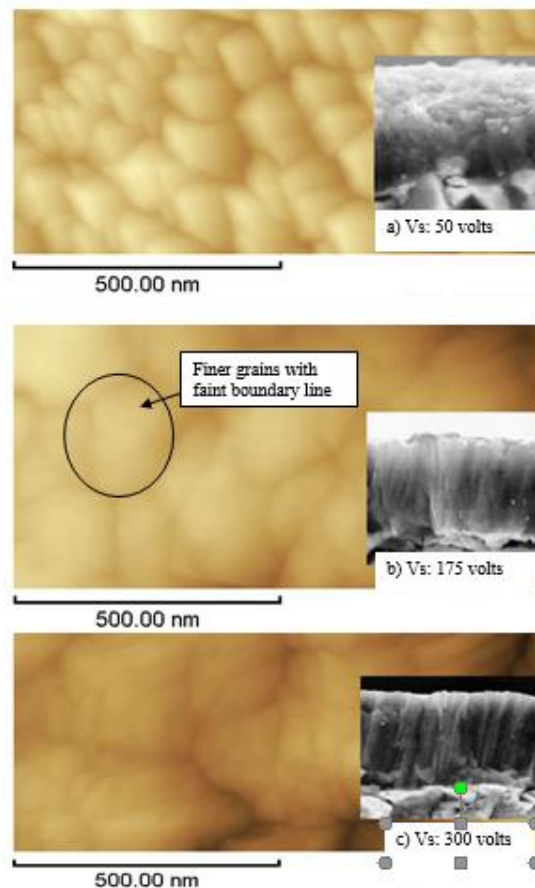 a) Vs: 50 volts
500.00 nm
Finer grains with
faint boundary line
b) Vs: 175 volts
500.00 nm
c) Vs: 300 volts
500.00 nm